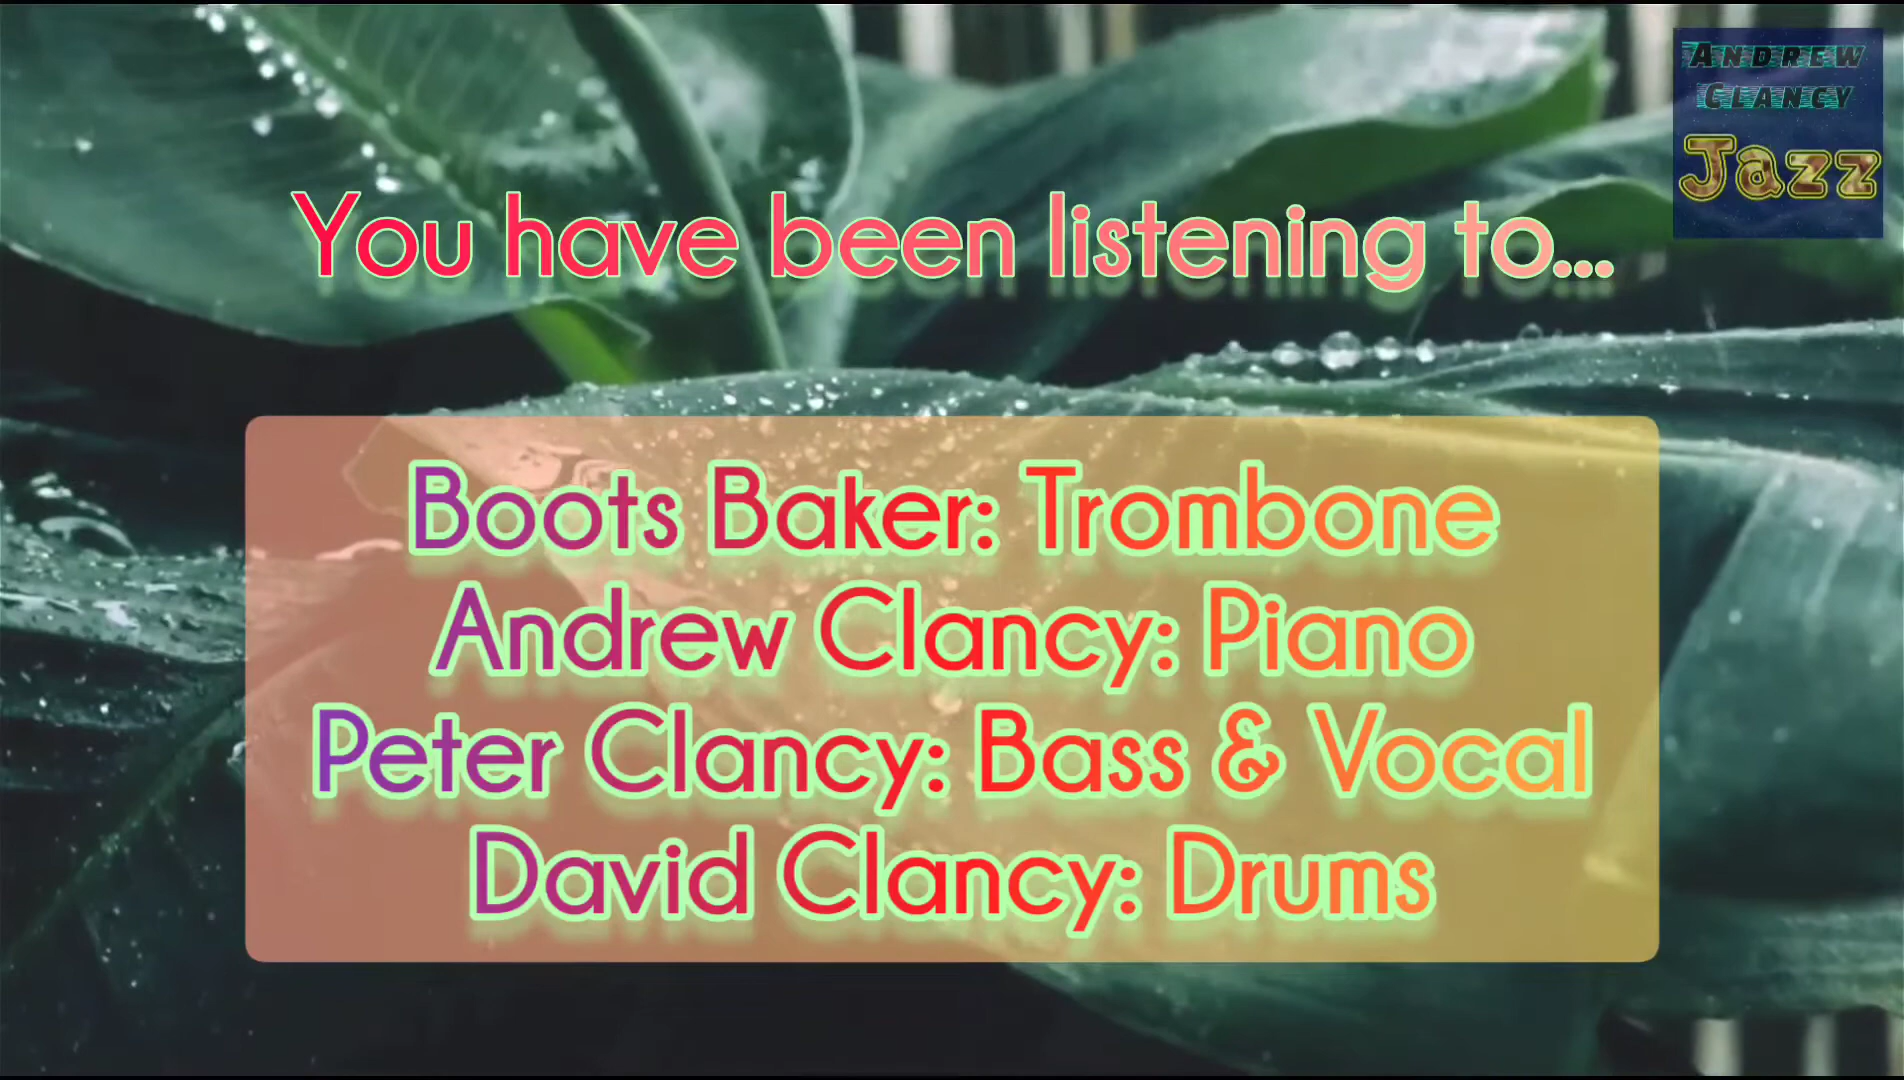 Andrew
Clancy
Jazz
You have been listening to...
Boots Baker: Trombone
Andrew Clancy: Piano
Peter Clancy: Bass & Vocal
David Clancy: Drums